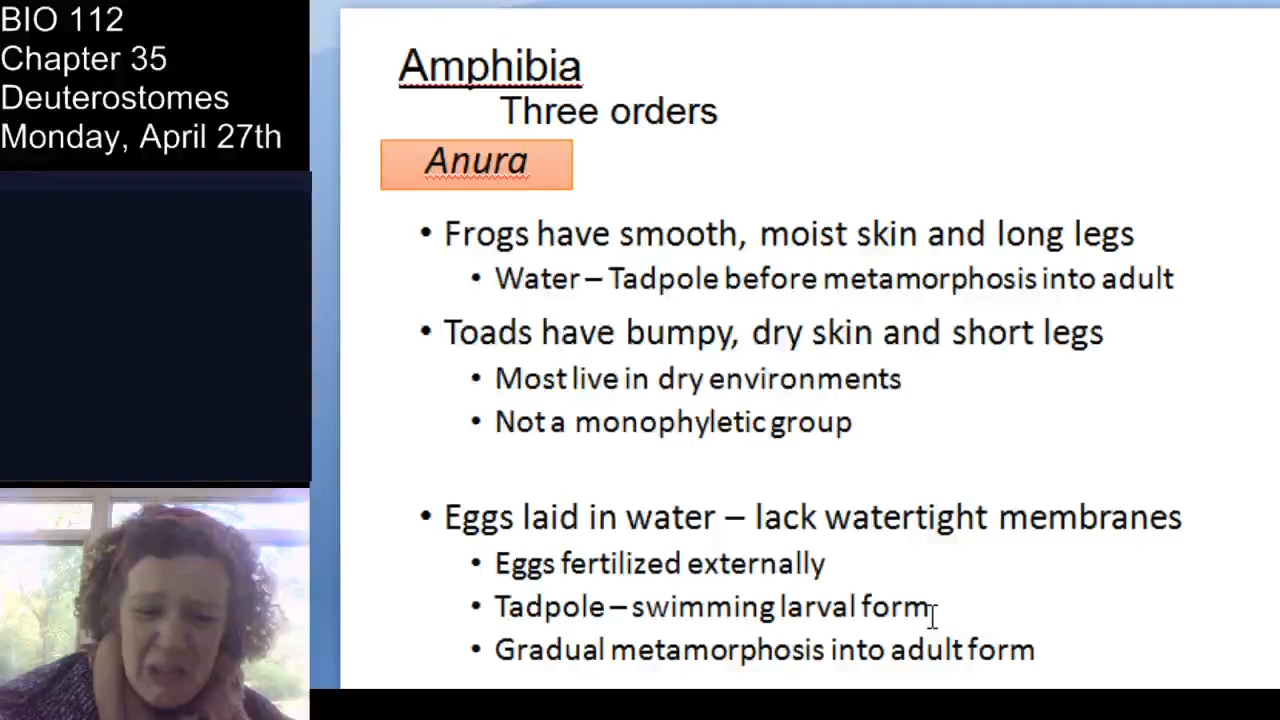 BIO 112
Chapter 35
Deuterostomes
Monday, April 27th
Amphibia
Three orders
Anura
• Frogs have smooth, moist skin and long legs
• Water – Tadpole before metamorphosis into adult
• Toads have bumpy, dry skin and short legs
• Most live in dry environments
• Not a monophyletic group
• Eggs laid in water – lack watertight membranes
• Eggs fertilized externally
• Tadpole – swimming larval form
• Gradual metamorphosis into adult form